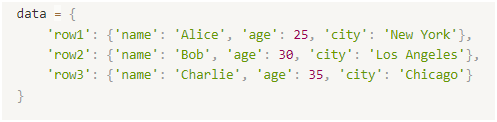 data = {
    'row1': {'name': 'Alice', 'age': 25, 'city': 'New York'},
    'row2': {'name': 'Bob', 'age': 30, 'city': 'Los Angeles'},
    'row3': {'name': 'Charlie', 'age': 35, 'city': 'Chicago'}
}